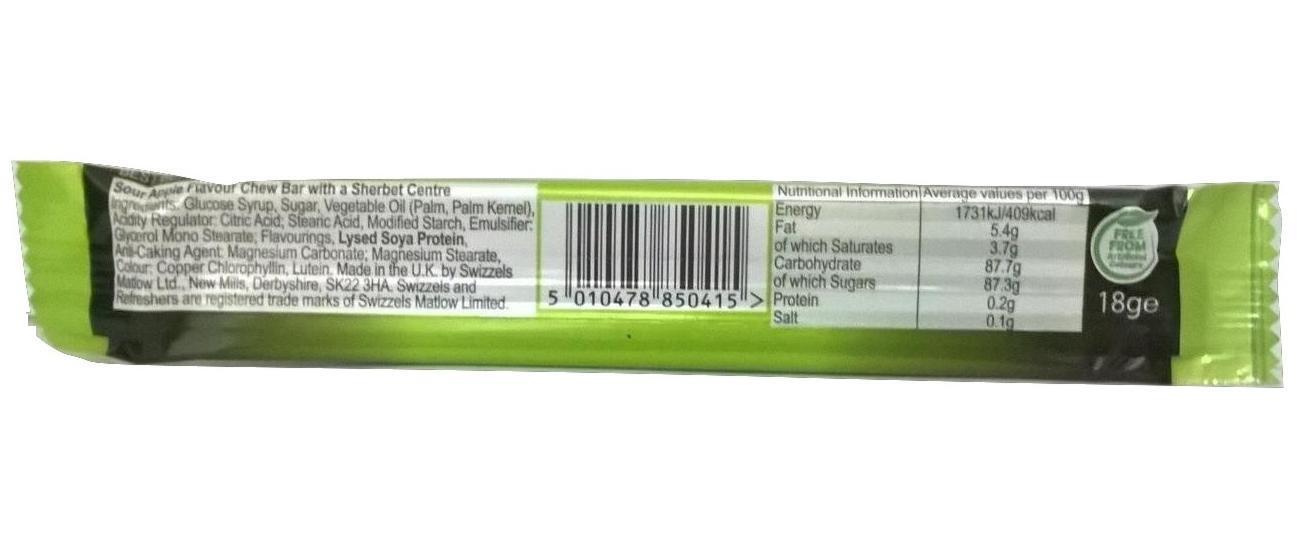 BEST
Sour Apple Flavour Chew Bar with a Sherbet Centre
Ingredients: Glucose Syrup, Sugar, Vegetable Oil (Palm, Palm Kernel),
Acidity Regulator: Citric Acid; Stearic Acid, Modified Starch, Emulsifier:
Glycerol Mono Stearate; Flavourings, Lysed Soya Protein,
Anti-Caking Agent: Magnesium Carbonate; Magnesium Stearate,
Colour: Copper Chlorophyllin, Lutein. Made in the U.K. by Swizzels
Matlow Ltd., New Mills, Derbyshire, SK22 3HA. Swizzels and
Refreshers are registered trade marks of Swizzels Matlow Limited.
5 010478 850415 >
Nutritional Information Average values per 100g
Energy 1731kJ/409kcal
Fat 5.4g
of which Saturates 3.7g
Carbohydrate 87.7g
of which Sugars 87.3g
Protein 0.2g
Salt 0.1g
FREE
FROM
Artificial
Colours
18ge